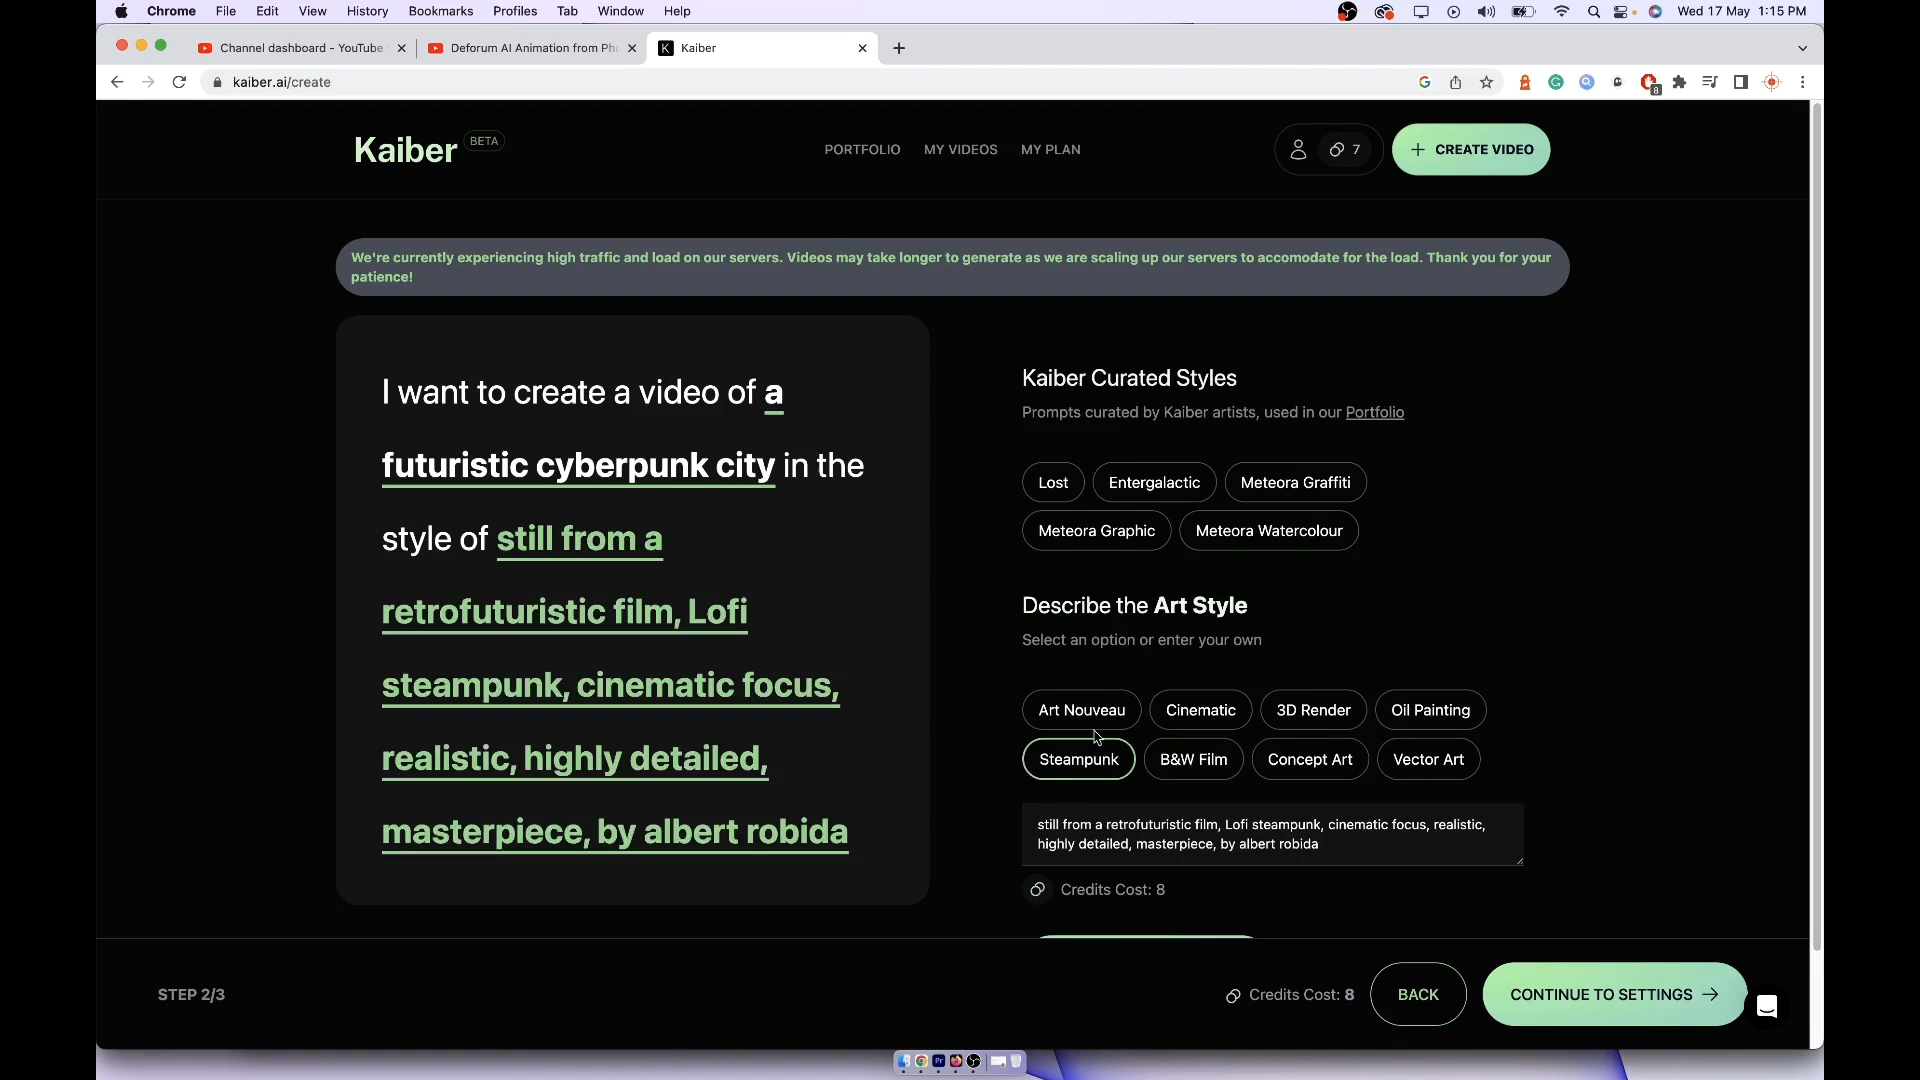 Chrome File Edit View History Bookmarks Profiles Tab Window Help Wed 17 May 1:15 PM
Channel dashboard - YouTube Deforum AI Animation from Pho Kaiber
kaiber.ai/create 8
Kaiber BETA PORTFOLIO MY VIDEOS MY PLAN 7 + CREATE VIDEO
We're currently experiencing high traffic and load on our servers. Videos may take longer to generate as we are scaling up our servers to accomodate for the load. Thank you for your
patience!
I want to create a video of a
futuristic cyberpunk city in the
style of still from a
retrofuturistic film, Lofi
steampunk, cinematic focus,
realistic, highly detailed,
masterpiece, by albert robida
Kaiber Curated Styles
Prompts curated by Kaiber artists, used in our Portfolio
Lost Entergalactic Meteora Graffiti
Meteora Graphic Meteora Watercolour
Describe the Art Style
Select an option or enter your own
Art Nouveau Cinematic 3D Render Oil Painting
Steampunk B&W Film Concept Art Vector Art
still from a retrofuturistic film, Lofi steampunk, cinematic focus, realistic,
highly detailed, masterpiece, by albert robida
Credits Cost: 8
STEP 2/3 Credits Cost: 8 BACK CONTINUE TO SETTINGS
Pr